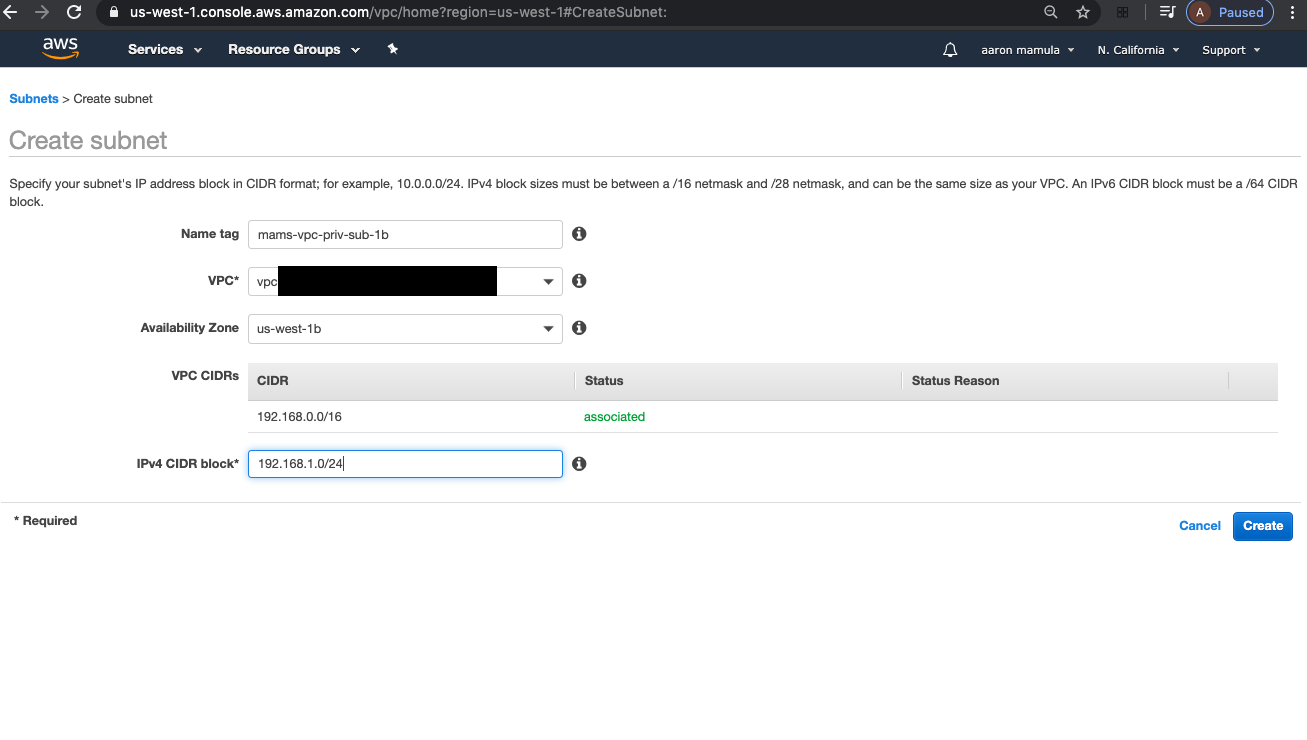 us-west-1.console.aws.amazon.com/vpc/home?region=us-west-1#CreateSubnet: A Paused
aws Services Resource Groups aaron mamula N. California Support
Subnets > Create subnet
Create subnet
Specify your subnet's IP address block in CIDR format; for example, 10.0.0.0/24. IPv4 block sizes must be between a /16 netmask and /28 netmask, and can be the same size as your VPC. An IPv6 CIDR block must be a /64 CIDR
block.
Name tag mams-vpc-priv-sub-1b
VPC* vpc
Availability Zone us-west-1b
VPC CIDRs CIDR Status Status Reason
192.168.0.0/16 associated
IPv4 CIDR block* 192.168.1.0/24
* Required
Cancel Create